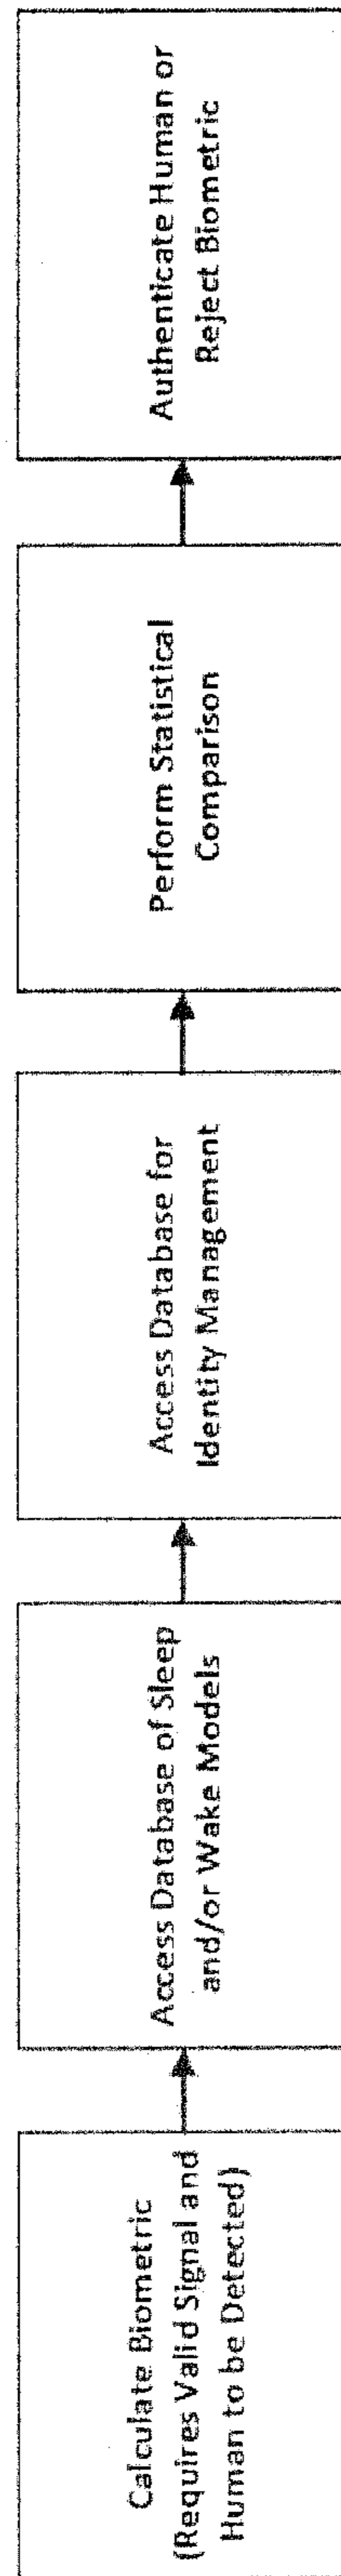 Calculate Biometric
(Requires Valid Signal and
Human to be Detected)
Access Database of Sleep
and/or Wake Models
Access Database for
Identity Management
Perform Statistical
Comparison
Authenticate Human or
Reject Biometric